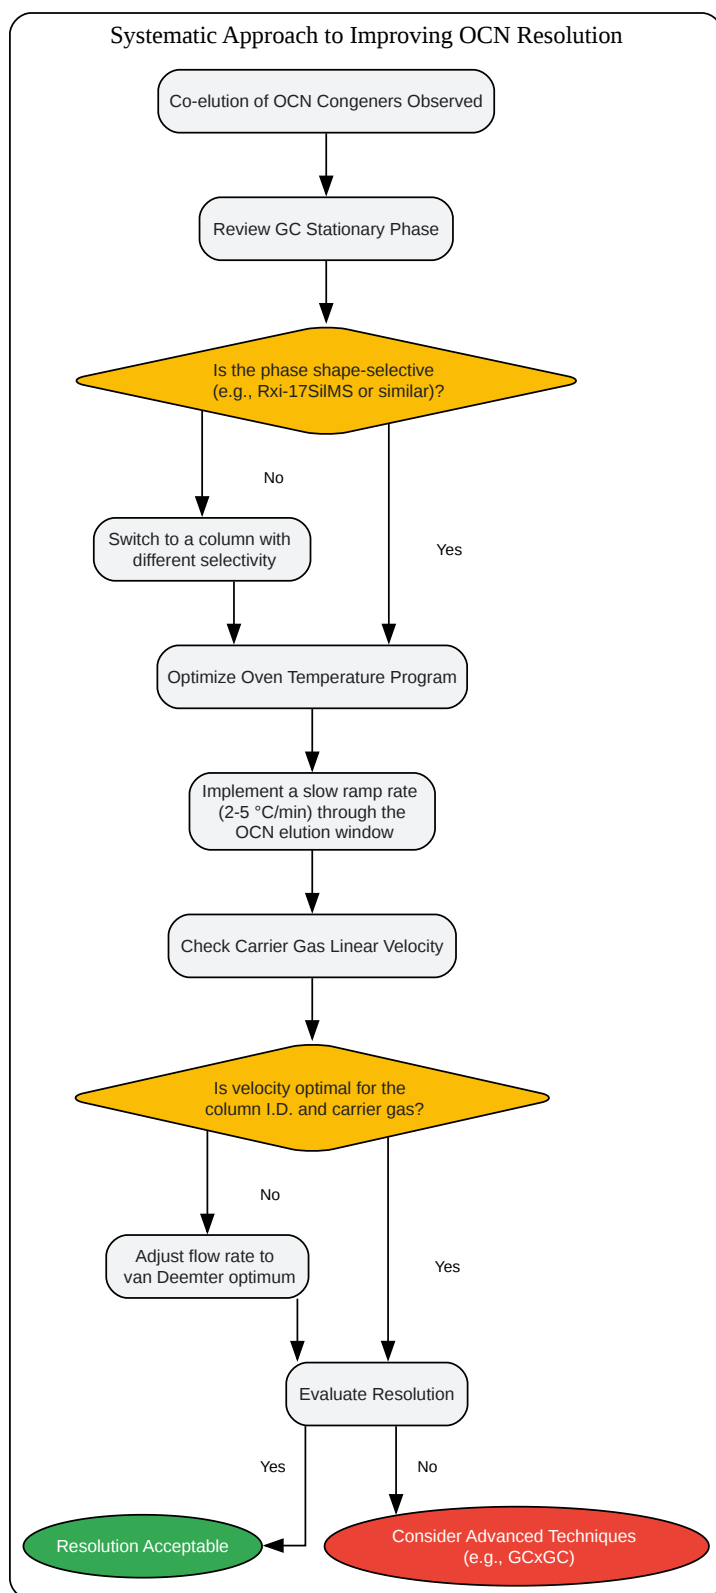 Systematic Approach to Improving OCN Resolution
Co-elution of OCN Congeners Observed
Review GC Stationary Phase
Is the phase shape-selective
(e.g., Rxi-17SilMS or similar)?
No
Yes
Switch to a column with
different selectivity
Optimize Oven Temperature Program
Implement a slow ramp rate
(2-5 °C/min) through the
OCN elution window
Check Carrier Gas Linear Velocity
Is velocity optimal for the
column I.D. and carrier gas?
No
Yes
Adjust flow rate to
van Deemter optimum
Evaluate Resolution
Yes
No
Resolution Acceptable
Consider Advanced Techniques
(e.g., GCxGC)